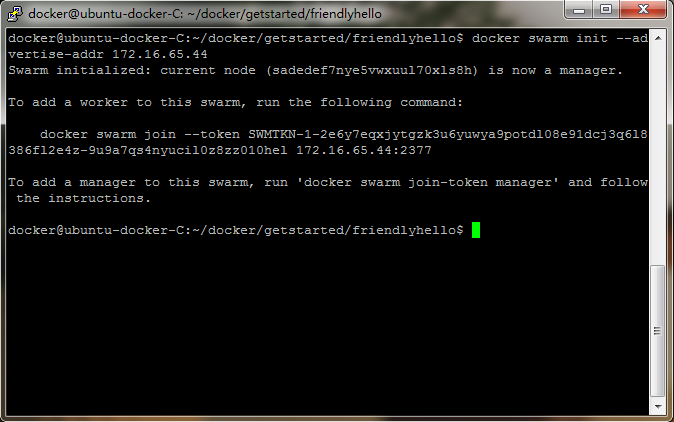 docker@ubuntu-docker-C: ~/docker/getstarted/friendlyhello
docker@ubuntu-docker-C:~/docker/getstarted/friendlyhello$ docker swarm init --ad
vertise-addr 172.16.65.44
Swarm initialized: current node (sadedef7nye5vwxuul70xls8h) is now a manager.
To add a worker to this swarm, run the following command:
docker swarm join --token SWMTKN-1-2e6y7eqxjytgzk3u6yuwya9potdl08e91dcj3q6l8
386fl2e4z-9u9a7qs4nyucil0z8zz010hel 172.16.65.44:2377
To add a manager to this swarm, run 'docker swarm join-token manager' and follow
the instructions.
docker@ubuntu-docker-C:~/docker/getstarted/friendlyhello$